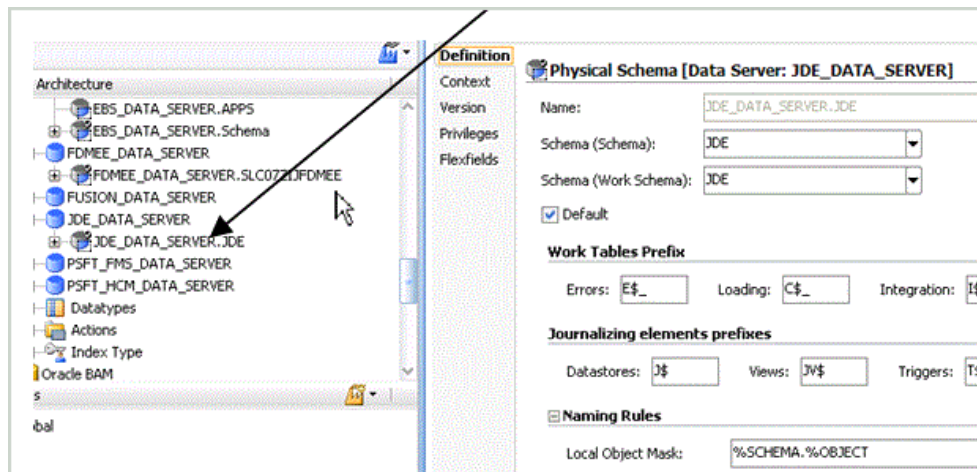 Architecture
EBS_DATA_SERVER.APPS
EBS_DATA_SERVER.Schema
FDMEE_DATA_SERVER
FDMEE_DATA_SERVER.SLC07ZIJFDMEE
FUSION_DATA_SERVER
JDE_DATA_SERVER
JDE_DATA_SERVER.JDE
PSFT_FMS_DATA_SERVER
PSFT_HCM_DATA_SERVER
Datatypes
Actions
Index Type
Oracle BAM
s
bal
Definition
Context
Version
Privileges
Flexfields
Physical Schema [Data Server: JDE_DATA_SERVER]
Name: JDE_DATA_SERVER.JDE
Schema (Schema): JDE
Schema (Work Schema): JDE
Default
Work Tables Prefix
Errors: E$_ Loading: C$_ Integration: I$
Journalizing elements prefixes
Datastores: J$ Views: JV$ Triggers: T$
Naming Rules
Local Object Mask: %SCHEMA.%OBJECT